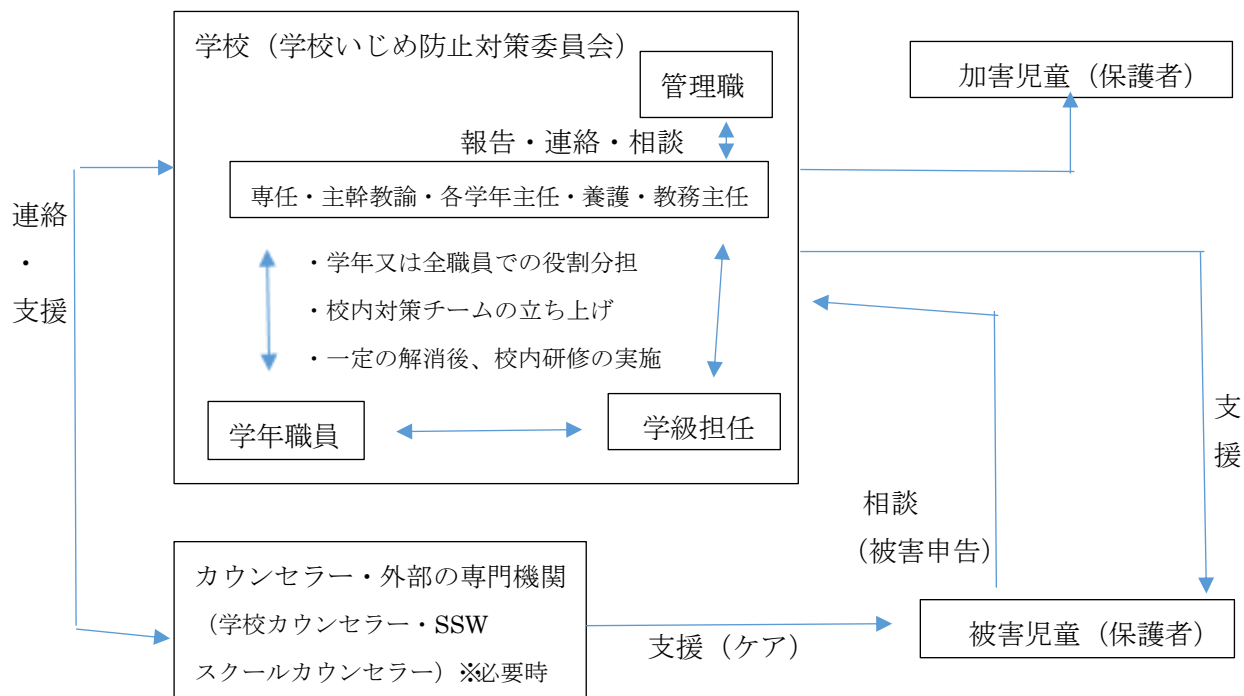 学校（学校いじめ防止対策委員会）
管理職
加害児童（保護者）
報告・連絡・相談
専任・主幹教諭・各学年主任・養護・教務主任
連絡
・
支援
・学年又は全職員での役割分担
・校内対策チームの立ち上げ
・一定の解消後、校内研修の実施
学年職員
学級担任
支
援
相談
（被害申告）
カウンセラー・外部の専門機関
（学校カウンセラー・SSW
スクールカウンセラー）※必要時
支援（ケア）
被害児童（保護者）